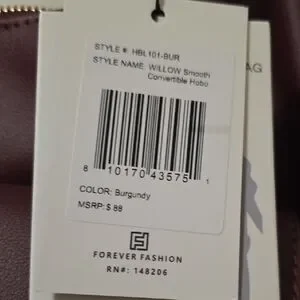 STYLE #: HBL101-BUR
STYLE NAME: WILLOW Smooth
Convertible Hobo
AG
8 10170 43575 1
COLOR: Burgundy
MSRP: $ 88
FOREVER FASHION
RN#: 148206